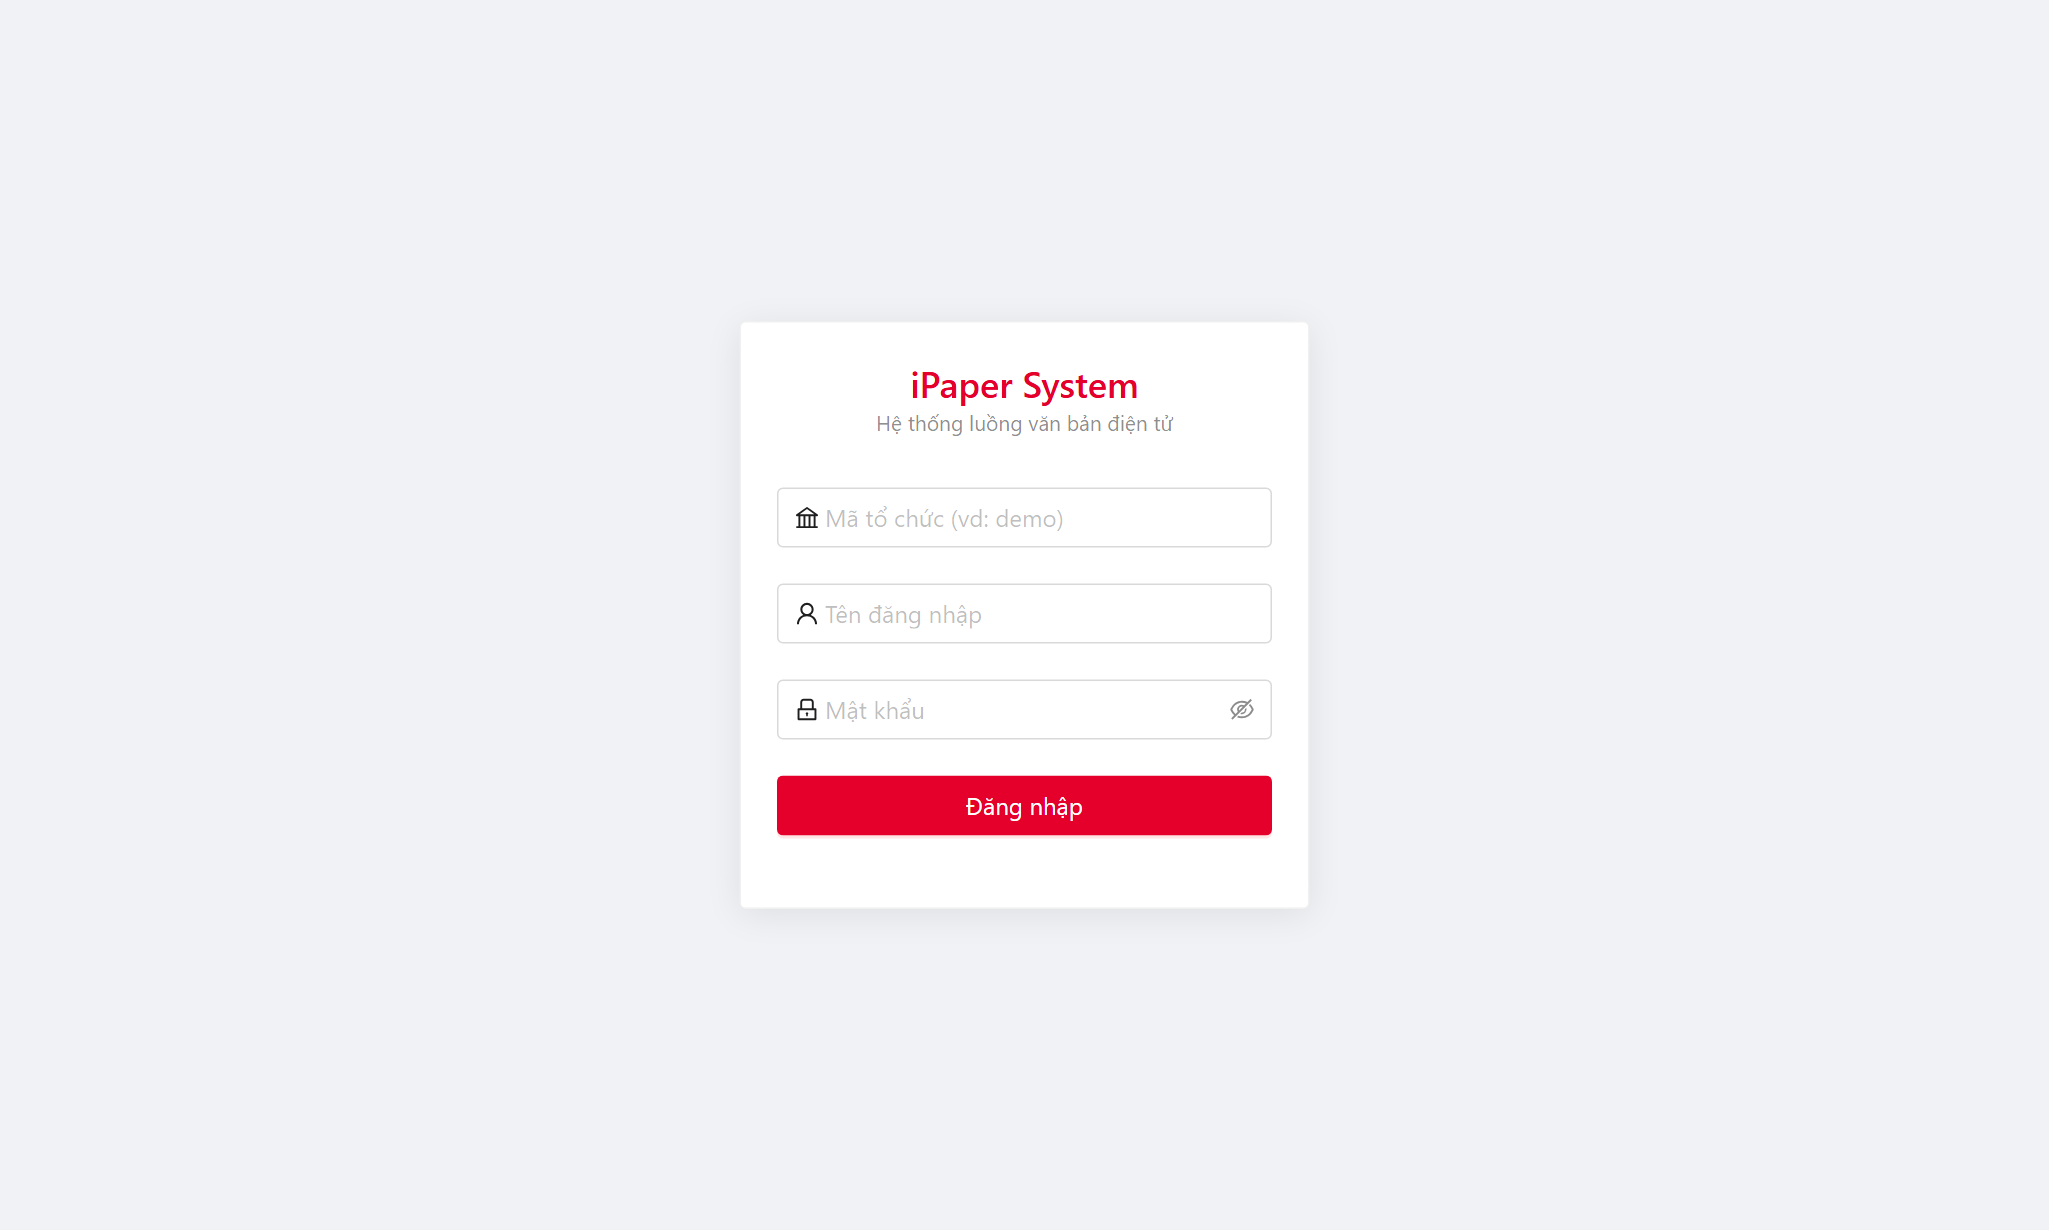 iPaper System
Hệ thống luồng văn bản điện tử
Mã tổ chức (vd: demo)
Tên đăng nhập
Mật khẩu
Đăng nhập